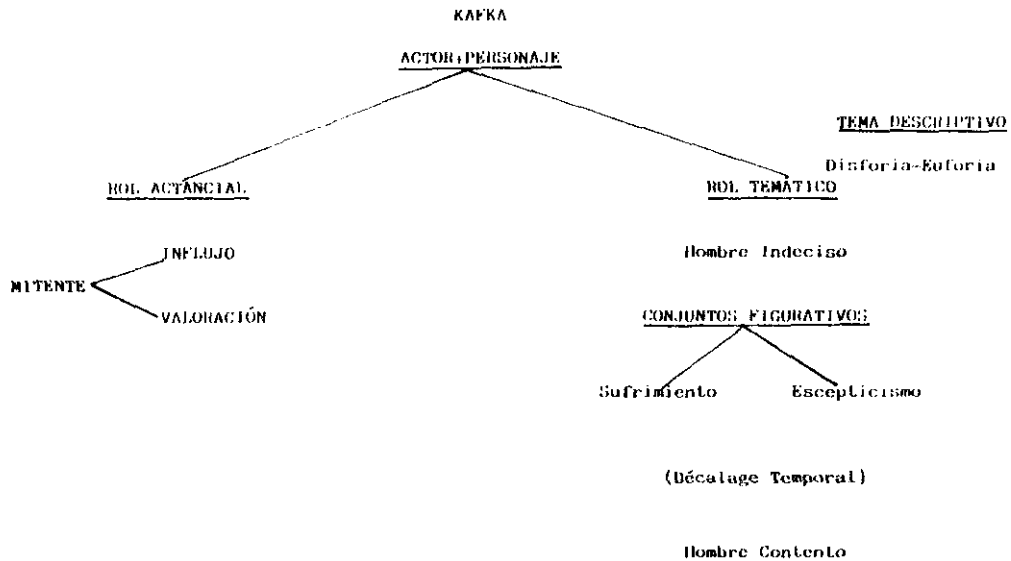 KAFKA
ACTOR+PERSONAJE
TEMA DESCRIPTIVO
Disforia-Euforia
ROL ACTANCIAL
ROL TEMÁTICO
INFLUJO
Hombre Indeciso
MITENTE
VALORACIÓN
CONJUNTOS FIGURATIVOS
Sufrimiento Escepticismo
(Décalage Temporal)
Hombre Contento